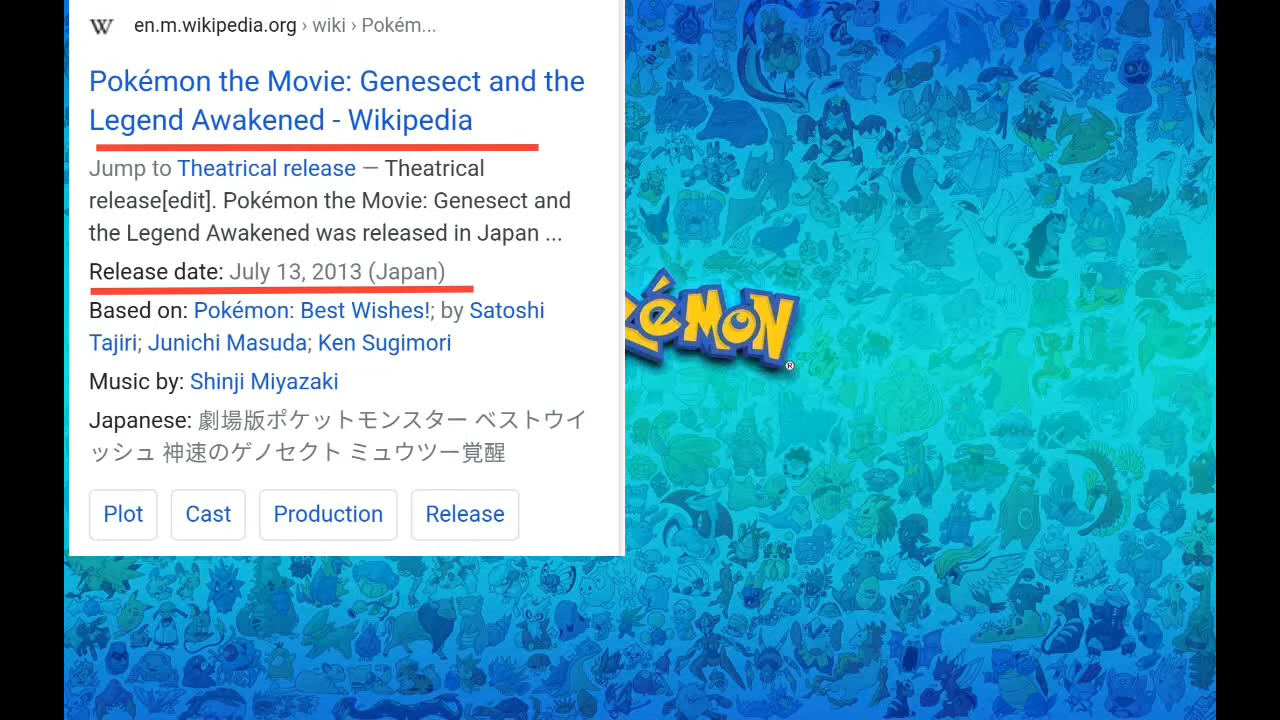 en.m.wikipedia.org › wiki › Pokém...
Pokémon the Movie: Genesect and the
Legend Awakened - Wikipedia
Jump to Theatrical release — Theatrical
release[edit]. Pokémon the Movie: Genesect and
the Legend Awakened was released in Japan ...
Release date: July 13, 2013 (Japan)
Based on: Pokémon: Best Wishes!; by Satoshi
Tajiri; Junichi Masuda; Ken Sugimori
Music by: Shinji Miyazaki
Japanese: 劇場版ポケットモンスター ベストウイ
ッシュ 神速のゲノセクト ミュウツー覚醒
Plot Cast Production Release
kéMON
®